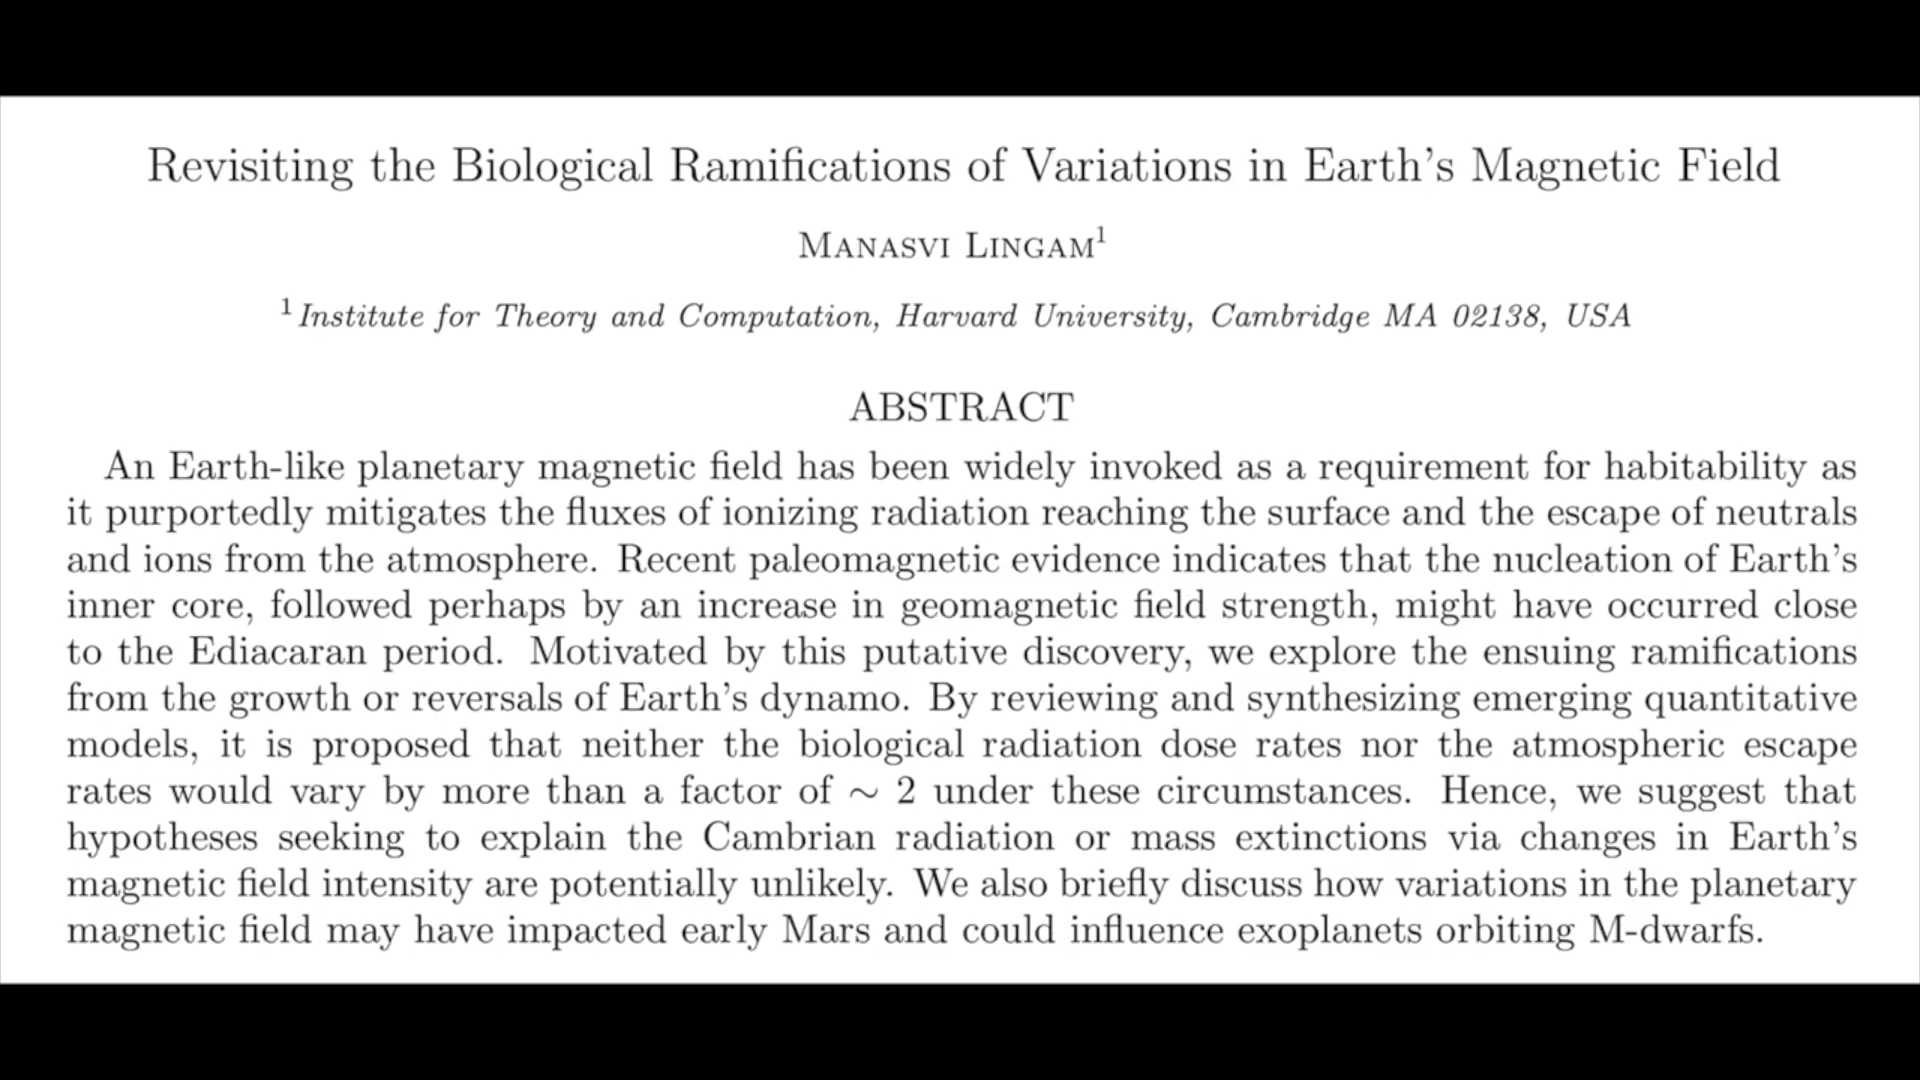 Revisiting the Biological Ramifications of Variations in Earth's Magnetic Field
Manasvi Lingam¹
¹Institute for Theory and Computation, Harvard University, Cambridge MA 02138, USA
ABSTRACT
An Earth-like planetary magnetic field has been widely invoked as a requirement for habitability as
it purportedly mitigates the fluxes of ionizing radiation reaching the surface and the escape of neutrals
and ions from the atmosphere. Recent paleomagnetic evidence indicates that the nucleation of Earth's
inner core, followed perhaps by an increase in geomagnetic field strength, might have occurred close
to the Ediacaran period. Motivated by this putative discovery, we explore the ensuing ramifications
from the growth or reversals of Earth's dynamo. By reviewing and synthesizing emerging quantitative
models, it is proposed that neither the biological radiation dose rates nor the atmospheric escape
rates would vary by more than a factor of ∼ 2 under these circumstances. Hence, we suggest that
hypotheses seeking to explain the Cambrian radiation or mass extinctions via changes in Earth's
magnetic field intensity are potentially unlikely. We also briefly discuss how variations in the planetary
magnetic field may have impacted early Mars and could influence exoplanets orbiting M-dwarfs.